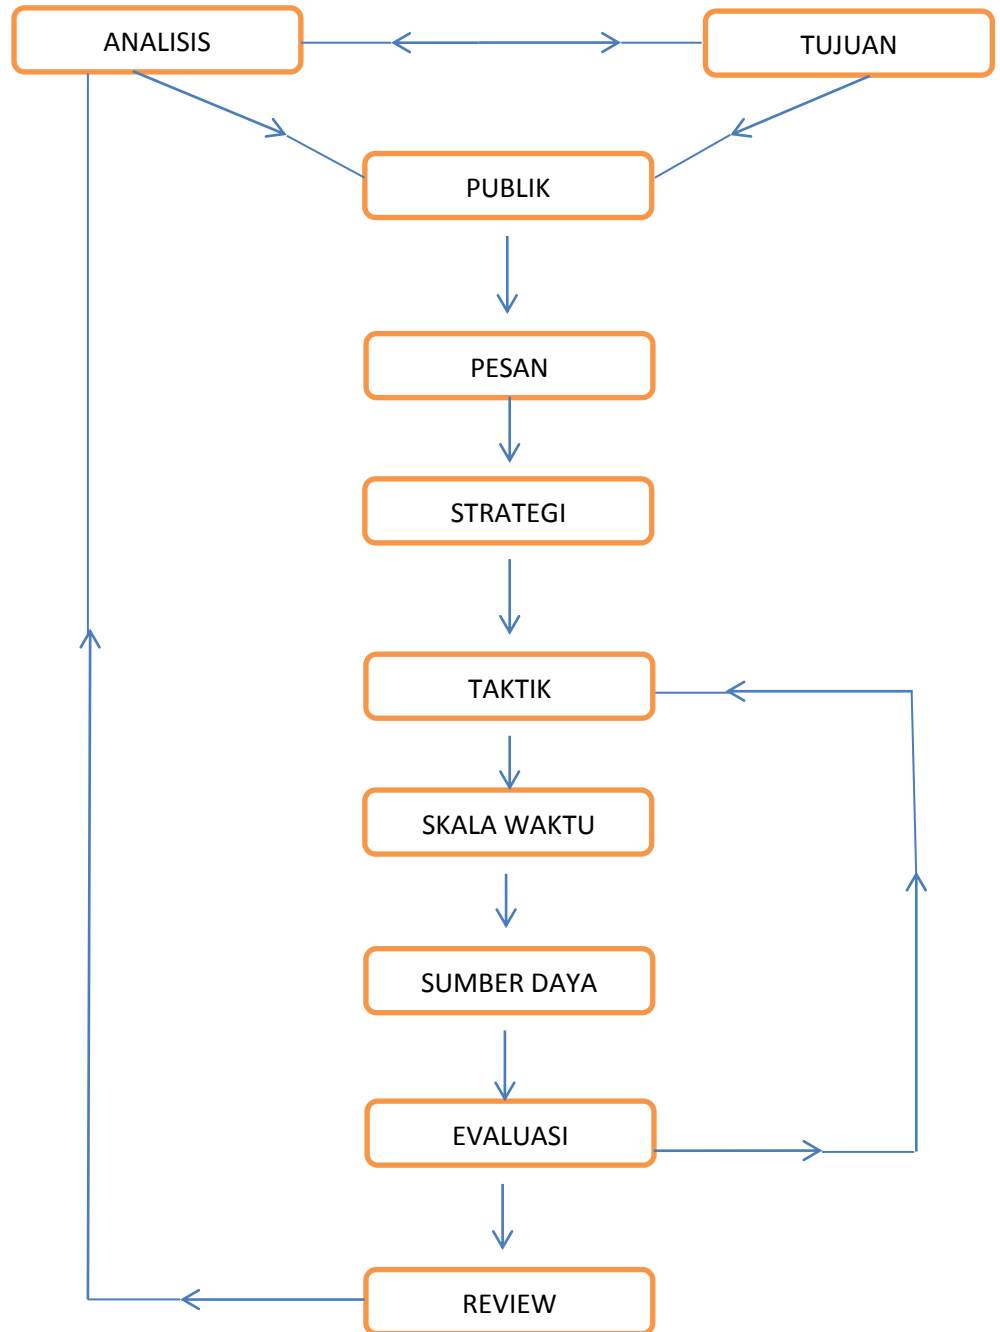 ANALISIS
TUJUAN
PUBLIK
PESAN
STRATEGI
TAKTIK
SKALA WAKTU
SUMBER DAYA
EVALUASI
REVIEW